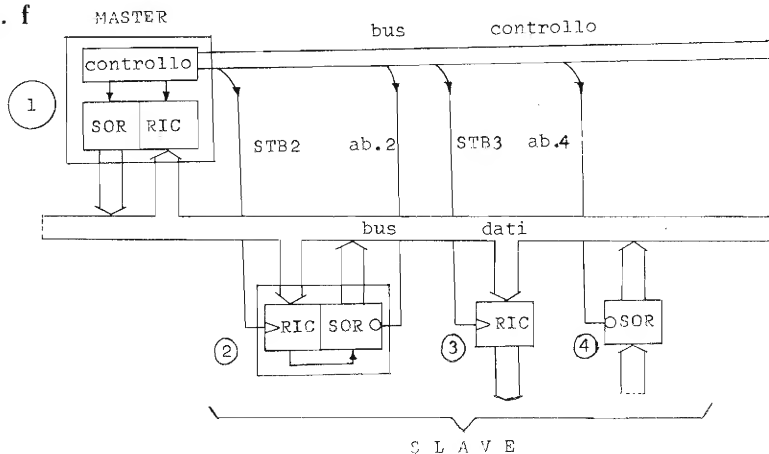 . f
MASTER
bus controllo
controllo
1
SOR RIC
STB2 ab.2 STB3 ab.4
bus dati
RIC SOR
RIC
SOR
2
3
4
SLAVE